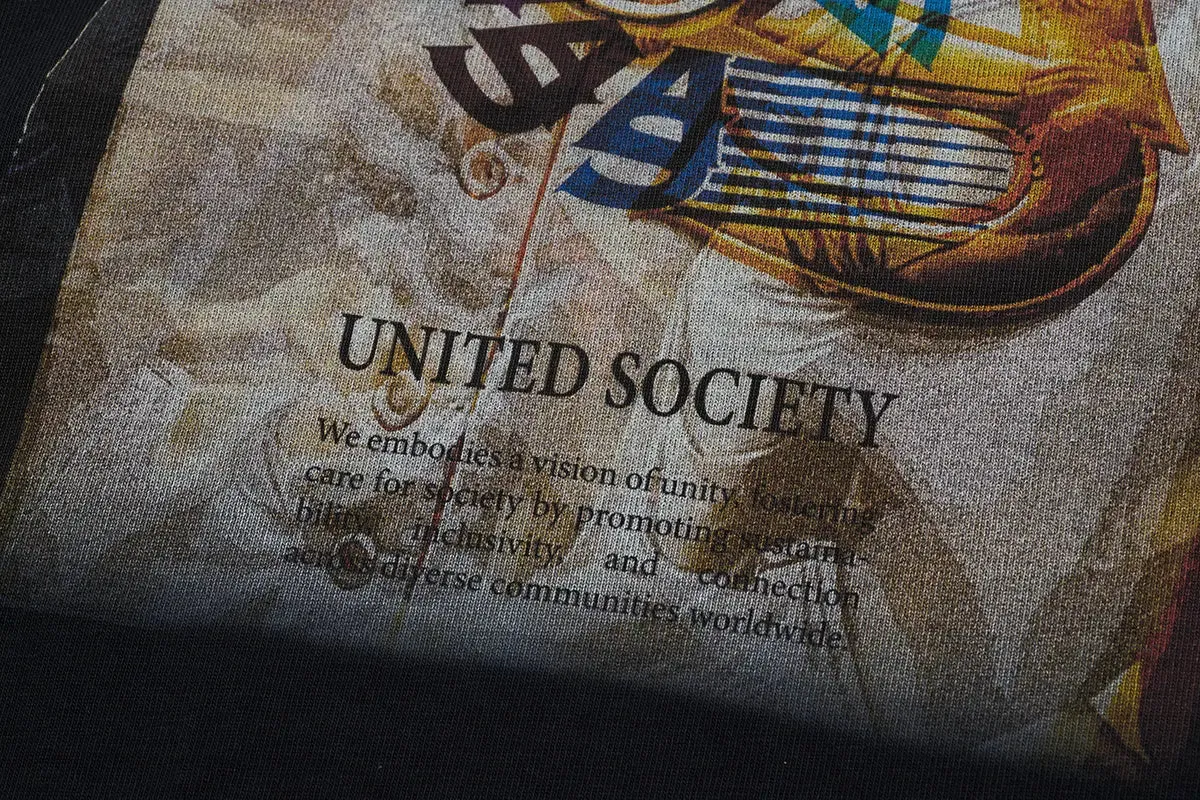 UNITED SOCIETY
We embodies a vision of unity, fostering
care for society by promoting sustaina-
bility, inclusivity, and connection
across diverse communities worldwide.